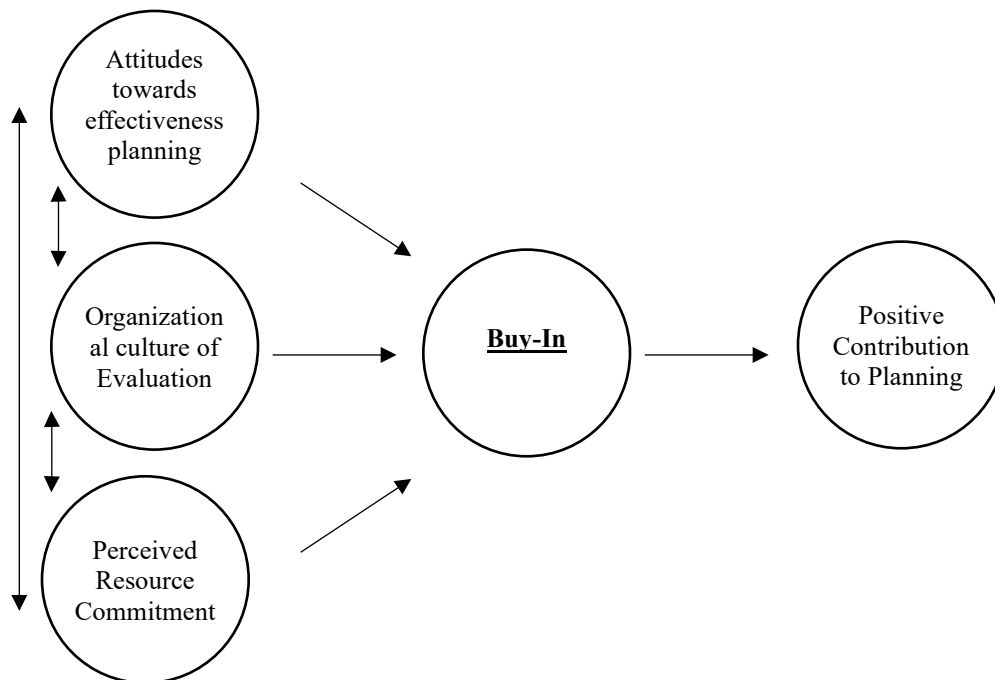 Attitudes
towards
effectiveness
planning
Organization
al culture of
Evaluation
Perceived
Resource
Commitment
Buy-In
Positive
Contribution
to Planning